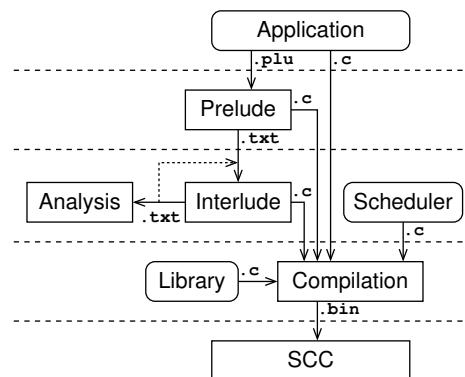 Application
.plu
.c
Prelude
.c
.txt
Analysis
.txt
Interlude
.c
Scheduler
.c
Library
.c
Compilation
.bin
SCC